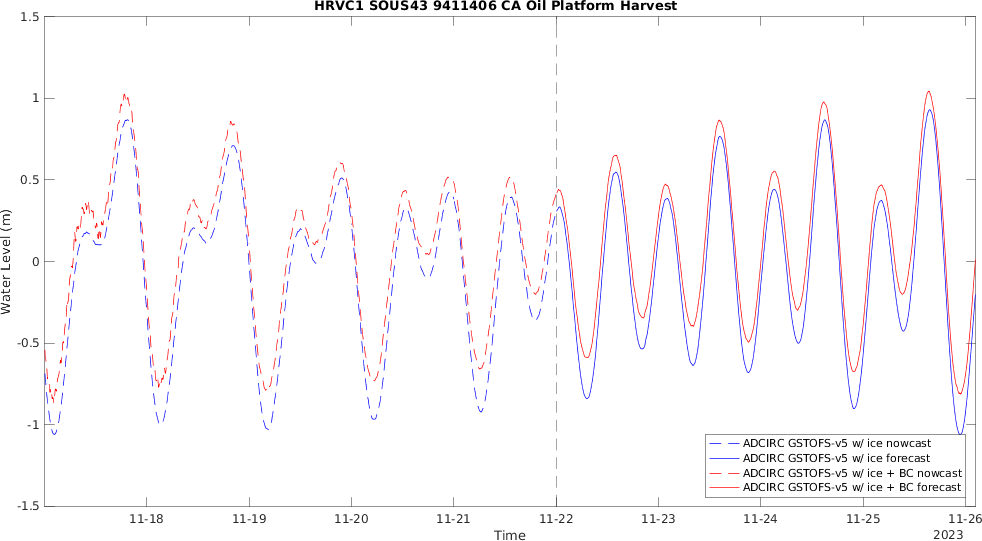 HRVC1 SOUS43 9411406 CA Oil Platform Harvest
1.5
1
0.5
0
-0.5
-1
-1.5
Water Level (m)
ADCIRC GSTOFS-v5 w/ ice nowcast
ADCIRC GSTOFS-v5 w/ ice forecast
ADCIRC GSTOFS-v5 w/ ice + BC nowcast
ADCIRC GSTOFS-v5 w/ ice + BC forecast
11-18 11-19 11-20 11-21 11-22 11-23 11-24 11-25 11-26
Time
2023